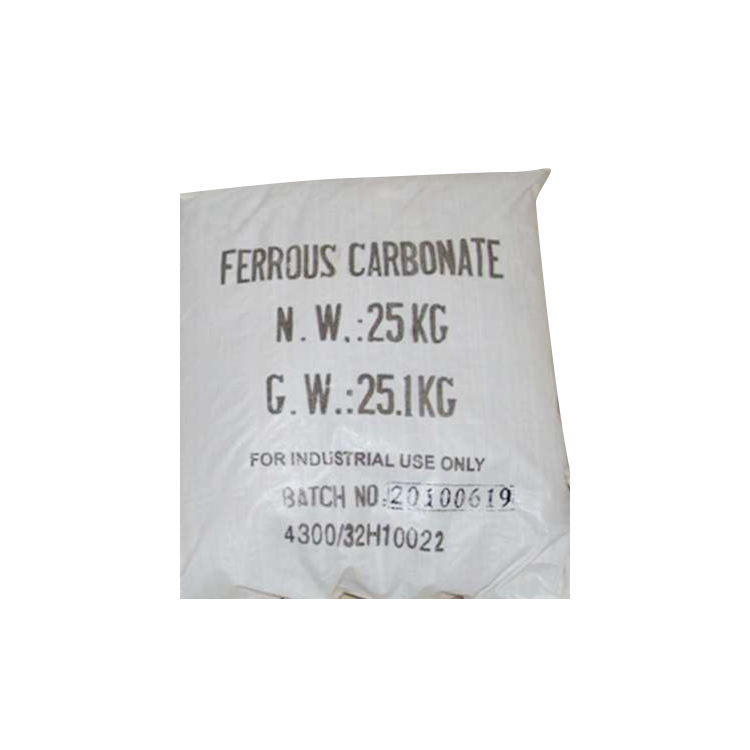 FERROUS CARBONATE
N.W.:25KG
G.W.:25.1KG
FOR INDUSTRIAL USE ONLY
BATCH NO.:20100619
4300/32H10022